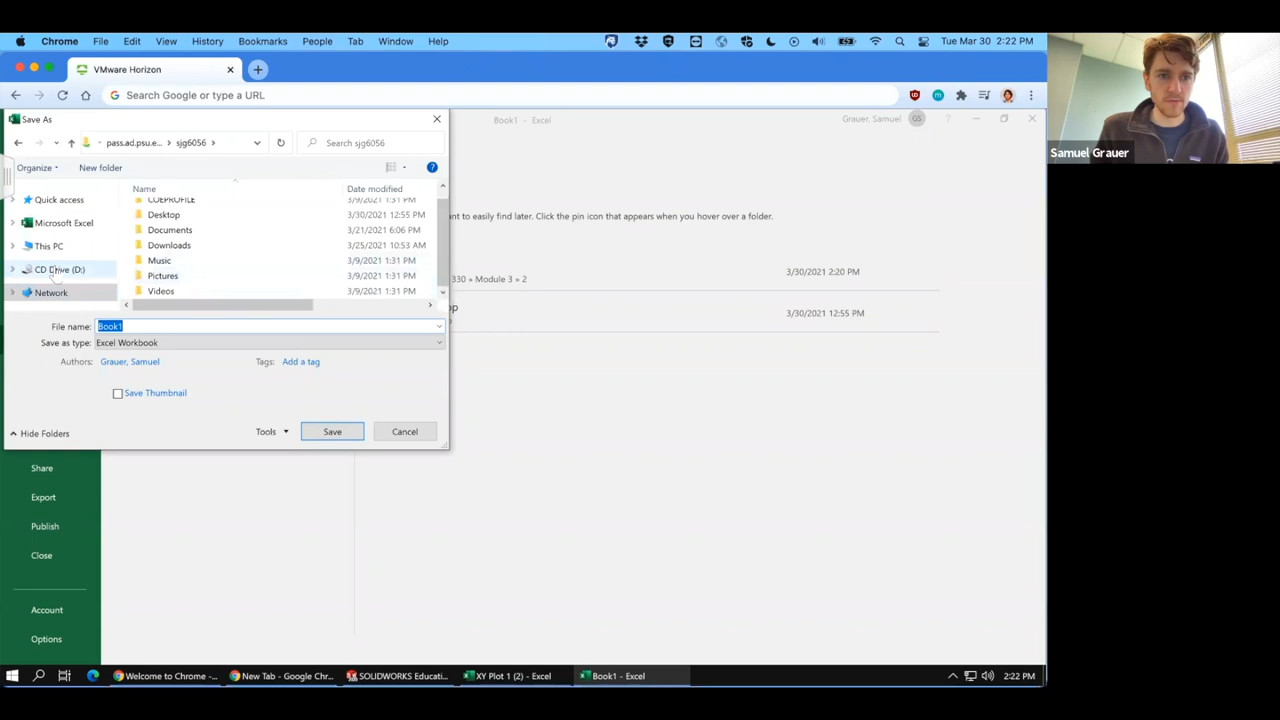 Chrome File Edit View History Bookmarks People Tab Window Help Tue Mar 30 2:22 PM
VMware Horizon
Search Google or type a URL
Save As
Book1 - Excel
Grauer, Samuel GS
pass.ad.psu.e... sjg6056
Search sjg6056
Organize New folder
Name Date modified
Quick access
Microsoft Excel
This PC
CD Drive (D:)
Network
COEPROFILE 3/9/2021 1:31 PM
Desktop 3/30/2021 12:55 PM
Documents 3/21/2021 6:06 PM
Downloads 3/25/2021 10:53 AM
Music 3/9/2021 1:31 PM
Pictures 3/9/2021 1:31 PM
Videos 3/9/2021 1:31 PM
ant to easily find later. Click the pin icon that appears when you hover over a folder.
330 » Module 3 » 2
3/30/2021 2:20 PM
op
3/30/2021 12:55 PM
File name: Book1
Save as type: Excel Workbook
Authors: Grauer, Samuel Tags: Add a tag
Save Thumbnail
Hide Folders
Tools Save Cancel
Share
Export
Publish
Close
Account
Options
Welcome to Chrome -... New Tab - Google Chr... SOLIDWORKS Educati... XY Plot 1 (2) - Excel Book1 - Excel 2:22 PM
Samuel Grauer